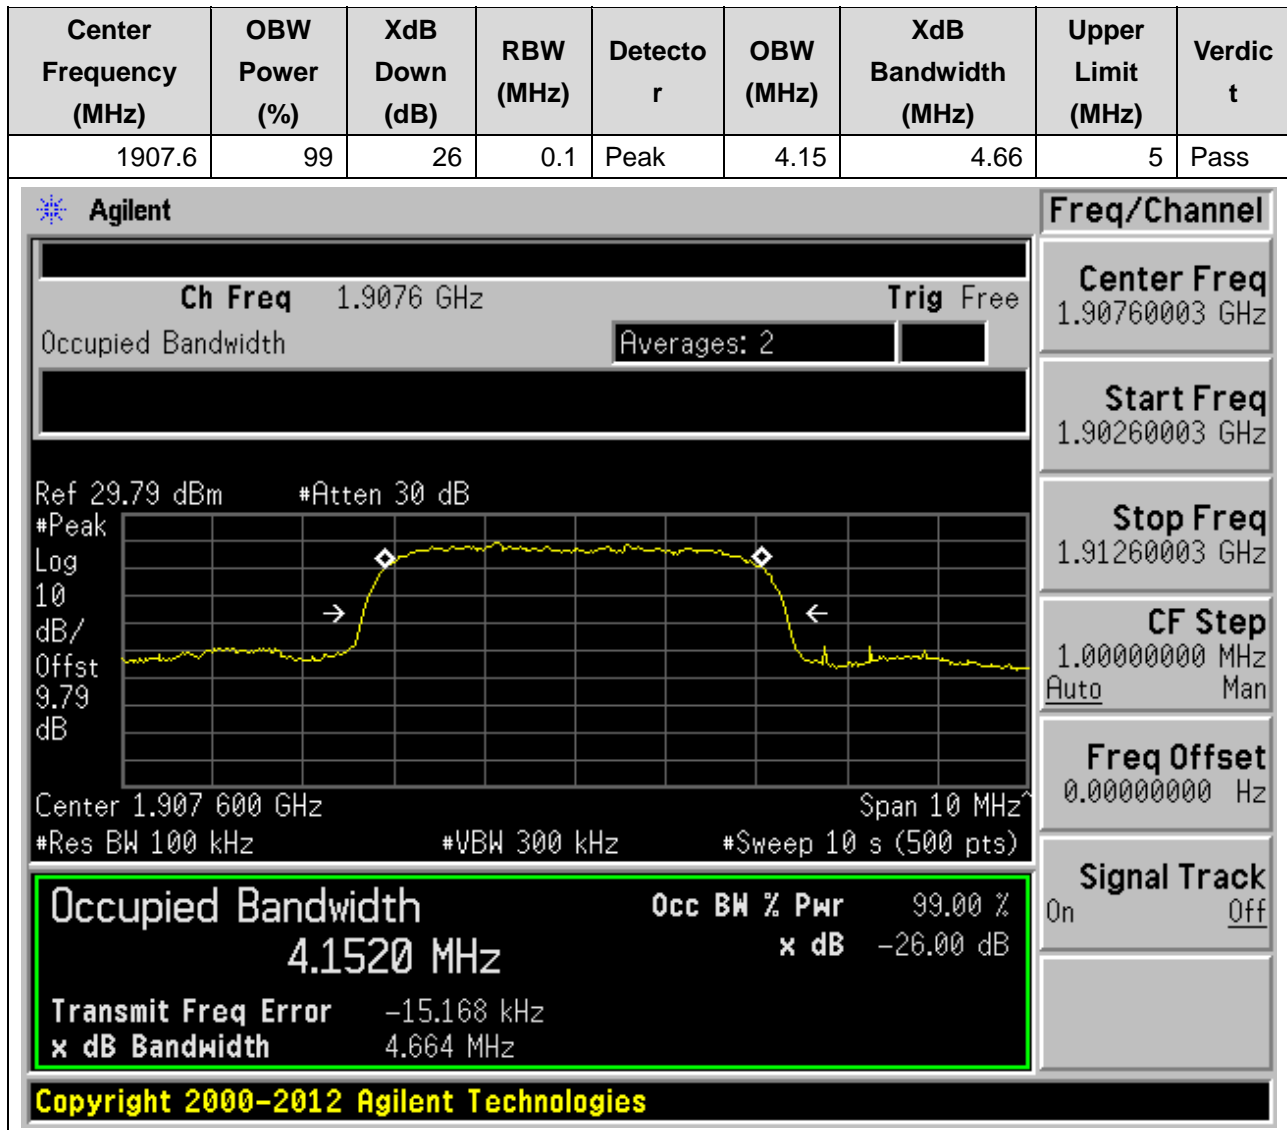 Center Frequency (MHz) OBW Power (%) XdB Down (dB) RBW (MHz) Detecto r OBW (MHz) XdB Bandwidth (MHz) Upper Limit (MHz) Verdic t
1907.6 99 26 0.1 Peak 4.15 4.66 5 Pass
Agilent
Freq/Channel
Ch Freq 1.9076 GHz Trig Free
Occupied Bandwidth Averages: 2
Center Freq
1.90760003 GHz
Start Freq
1.90260003 GHz
Stop Freq
1.91260003 GHz
CF Step
1.00000000 MHz
Auto Man
Freq Offset
0.00000000 Hz
Signal Track
On Off
Ref 29.79 dBm #Atten 30 dB
#Peak
Log
10
dB/
Offst
9.79
dB
Center 1.907 600 GHz Span 10 MHz^
#Res BW 100 kHz #VBW 300 kHz #Sweep 10 s (500 pts)
Occupied Bandwidth Occ BW % Pwr 99.00 %
4.1520 MHz x dB -26.00 dB
Transmit Freq Error -15.168 kHz
x dB Bandwidth 4.664 MHz
Copyright 2000-2012 Agilent Technologies